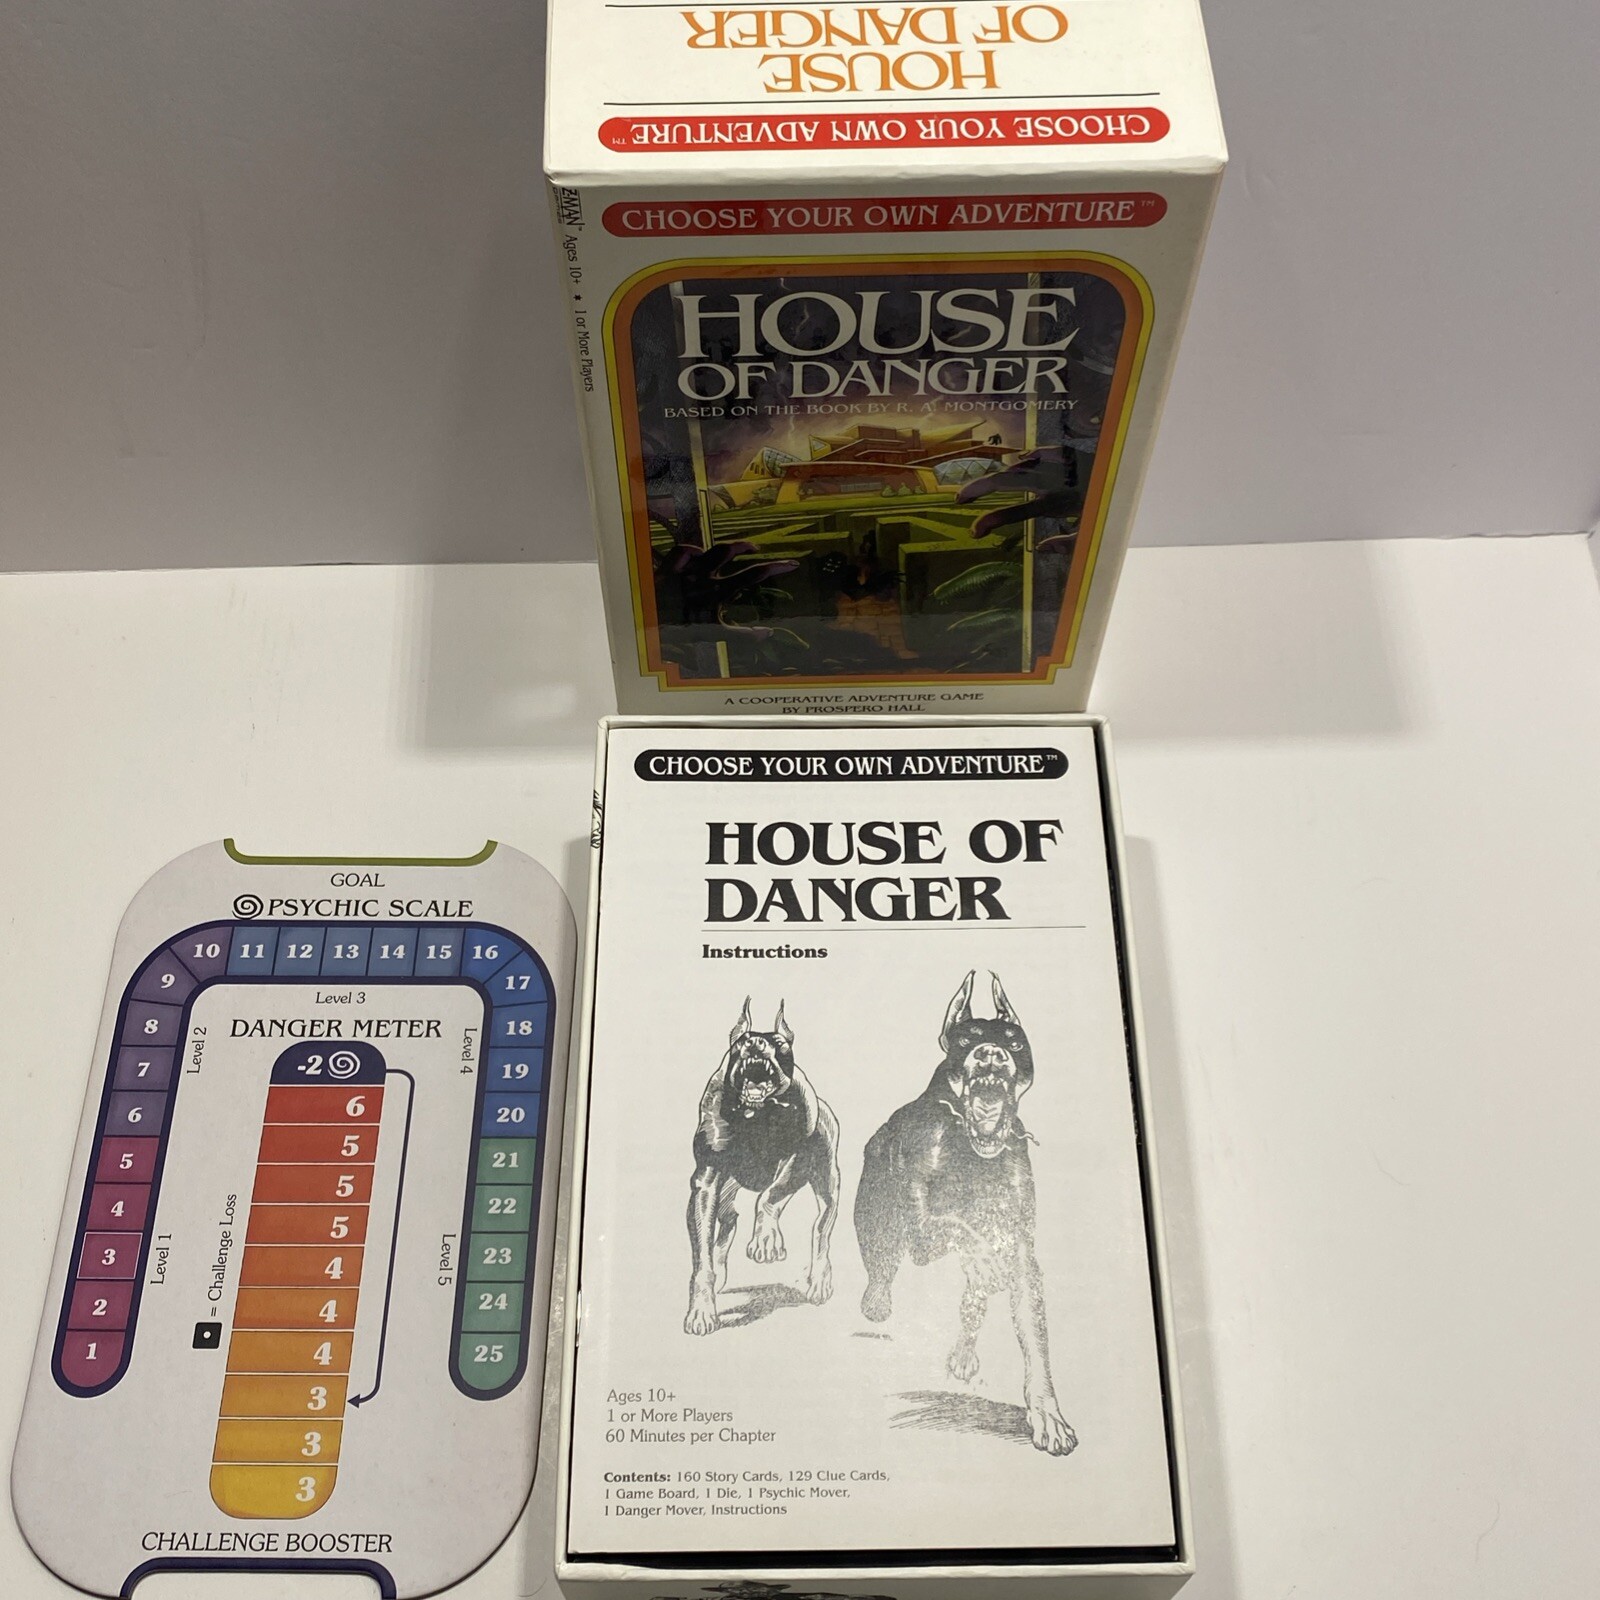 HOUSE
OF DANGER
CHOOSE YOUR OWN ADVENTURE™
Z-MAN™ Ages 10+ * 1 or More Players
CHOOSE YOUR OWN ADVENTURE™
HOUSE
OF DANGER
BASED ON THE BOOK BY R. A. MONTGOMERY
A COOPERATIVE ADVENTURE GAME
BY PROSPERO HALL
CHOOSE YOUR OWN ADVENTURE™
HOUSE OF
DANGER
Instructions
Ages 10+
1 or More Players
60 Minutes per Chapter
Contents: 160 Story Cards, 129 Clue Cards,
1 Game Board, 1 Die, 1 Psychic Mover,
1 Danger Mover, Instructions
GOAL
PSYCHIC SCALE
1
2
3
4
5
6
7
8
9
10
11
12
13
14
15
16
17
18
19
20
21
22
23
24
25
Level 1
Level 2
Level 3
Level 4
Level 5
DANGER METER
-2
6
5
5
5
4
4
4
3
3
3
= Challenge Loss
CHALLENGE BOOSTER